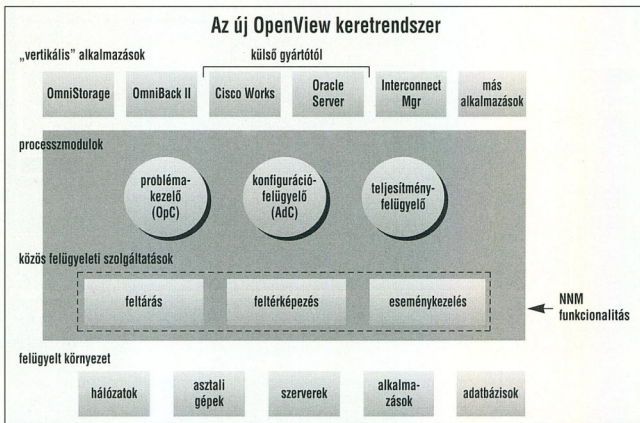 Az új OpenView keretrendszer
„vertikális” alkalmazások
külső gyártótól
OmniStorage
OmniBack II
Cisco Works
Oracle
Server
Interconnect
Mgr
más
alkalmazások
processzmodulok
probléma-
kezelő
(OpC)
konfiguráció-
felügyelő
(AdC)
teljesítmény-
felügyelő
közös felügyeleti szolgáltatások
feltárás
feltérképezés
eseménykezelés
NNM
funkcionalitás
felügyelt környezet
hálózatok
asztali
gépek
szerverek
alkalma-
zások
adatbázisok